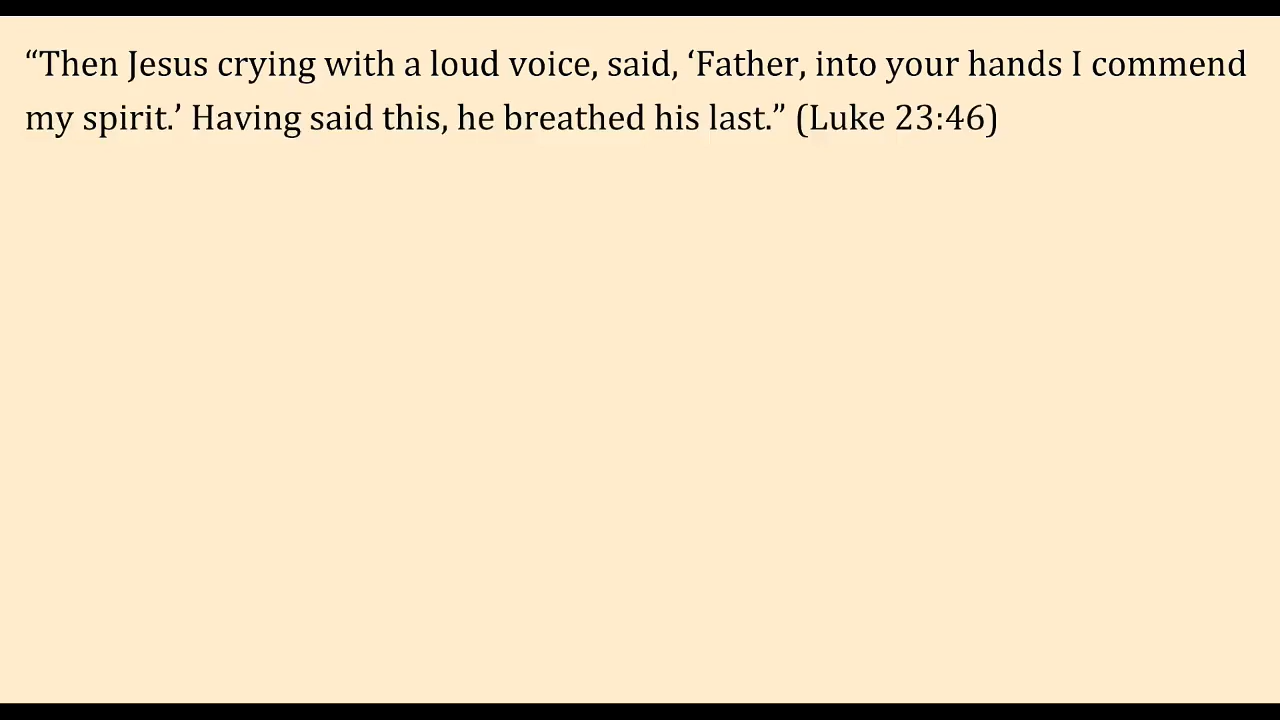 “Then Jesus crying with a loud voice, said, ‘Father, into your hands I commend
my spirit.’ Having said this, he breathed his last.” (Luke 23:46)